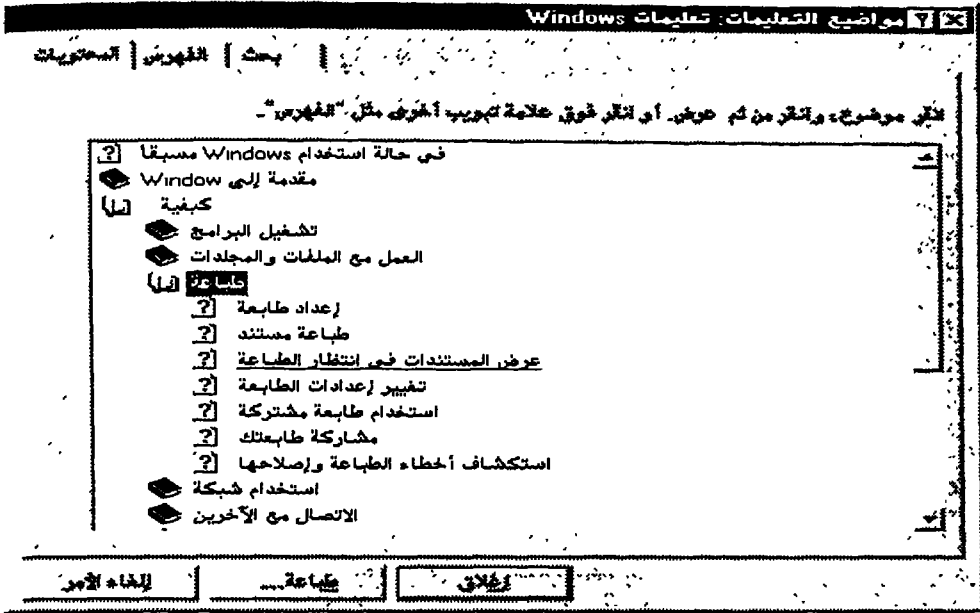 مواضيع التعليمات: تعليمات Windows
المحتويات الفهرس بحث
انقر موضوع، وانقر من ثم عرض. أو انقر فوق علامة تبويب أخرى مثل "الفهرس".
في حالة استخدام Windows مسبقا
مقدمة إلى Window
كيفية
تشغيل البرامج
العمل مع الملفات والمجلدات
طباعة
إعداد طابعة
طباعة مستند
عرض المستندات في انتظار الطباعة
تغيير إعدادات الطابعة
استخدام طابعة مشتركة
مشاركة طابعتك
استكشاف أخطاء الطباعة وإصلاحها
استخدام شبكة
الاتصال مع الآخرين
إغلاق طباعة... إلغاء الأمر